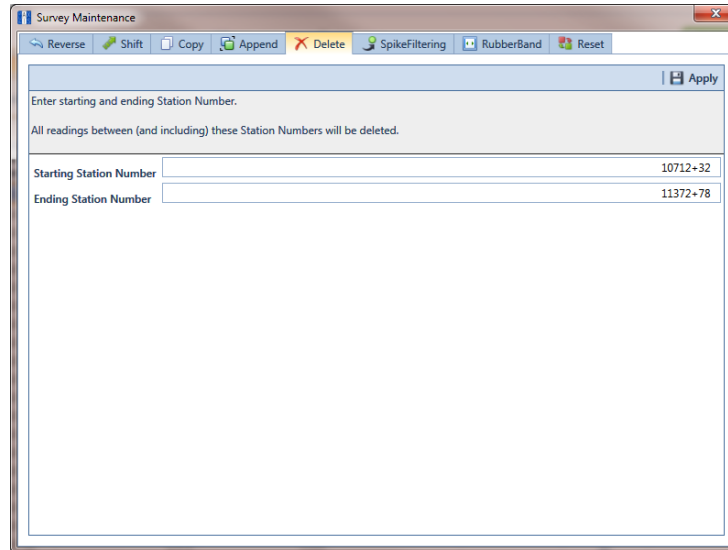 Survey Maintenance
Reverse Shift Copy Append Delete SpikeFiltering RubberBand Reset
Apply
Enter starting and ending Station Number.
All readings between (and including) these Station Numbers will be deleted.
Starting Station Number 10712+32
Ending Station Number 11372+78